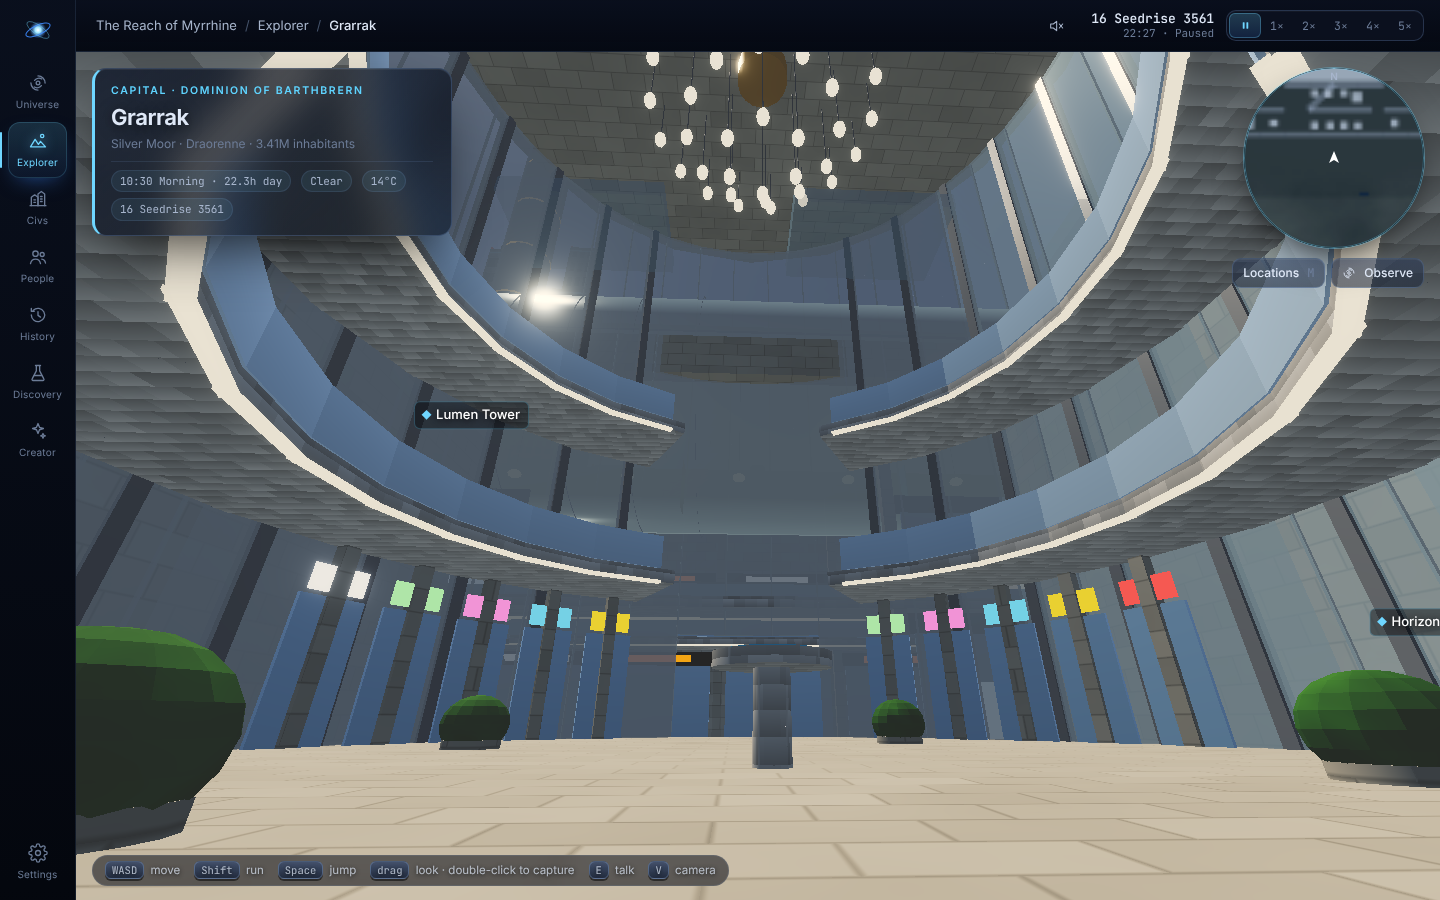 The Reach of Myrrhine / Explorer / Grarrak
16 Seedrise 3561
22:27 · Paused
1× 2× 3× 4× 5×
Universe
Explorer
Civs
People
History
Discovery
Creator
Settings
CAPITAL · DOMINION OF BARTHBRERN
Grarrak
Silver Moor · Draorenne · 3.41M inhabitants
10:30 Morning · 22.3h day
Clear
14°C
16 Seedrise 3561
N
Locations M
Observe
Lumen Tower
Horizon
WASD move Shift run Space jump drag look · double-click to capture E talk V camera